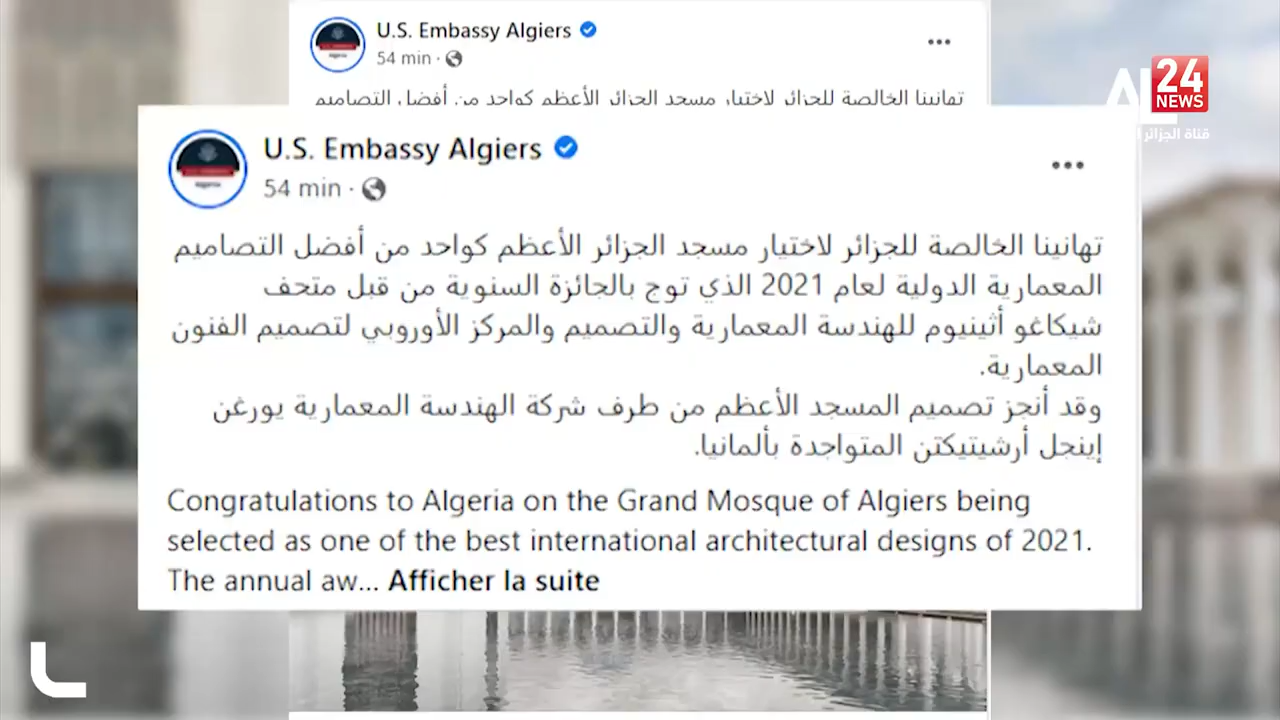 U.S. Embassy Algiers
54 min ·
تهانينا الخالصة للجزائر لاختيار مسجد الجزائر الأعظم كواحد من أفضل التصاميم
AL
24
NEWS
قناة الجزائر
U.S. Embassy Algiers
54 min ·
تهانينا الخالصة للجزائر لاختيار مسجد الجزائر الأعظم كواحد من أفضل التصاميم
المعمارية الدولية لعام 2021 الذي توج بالجائزة السنوية من قبل متحف
شيكاغو أثينيوم للهندسة المعمارية والتصميم والمركز الأوروبي لتصميم الفنون
المعمارية.
وقد أنجز تصميم المسجد الأعظم من طرف شركة الهندسة المعمارية يورغن
إينجل أرشيتيكتن المتواجدة بألمانيا.
Congratulations to Algeria on the Grand Mosque of Algiers being
selected as one of the best international architectural designs of 2021.
The annual aw... Afficher la suite